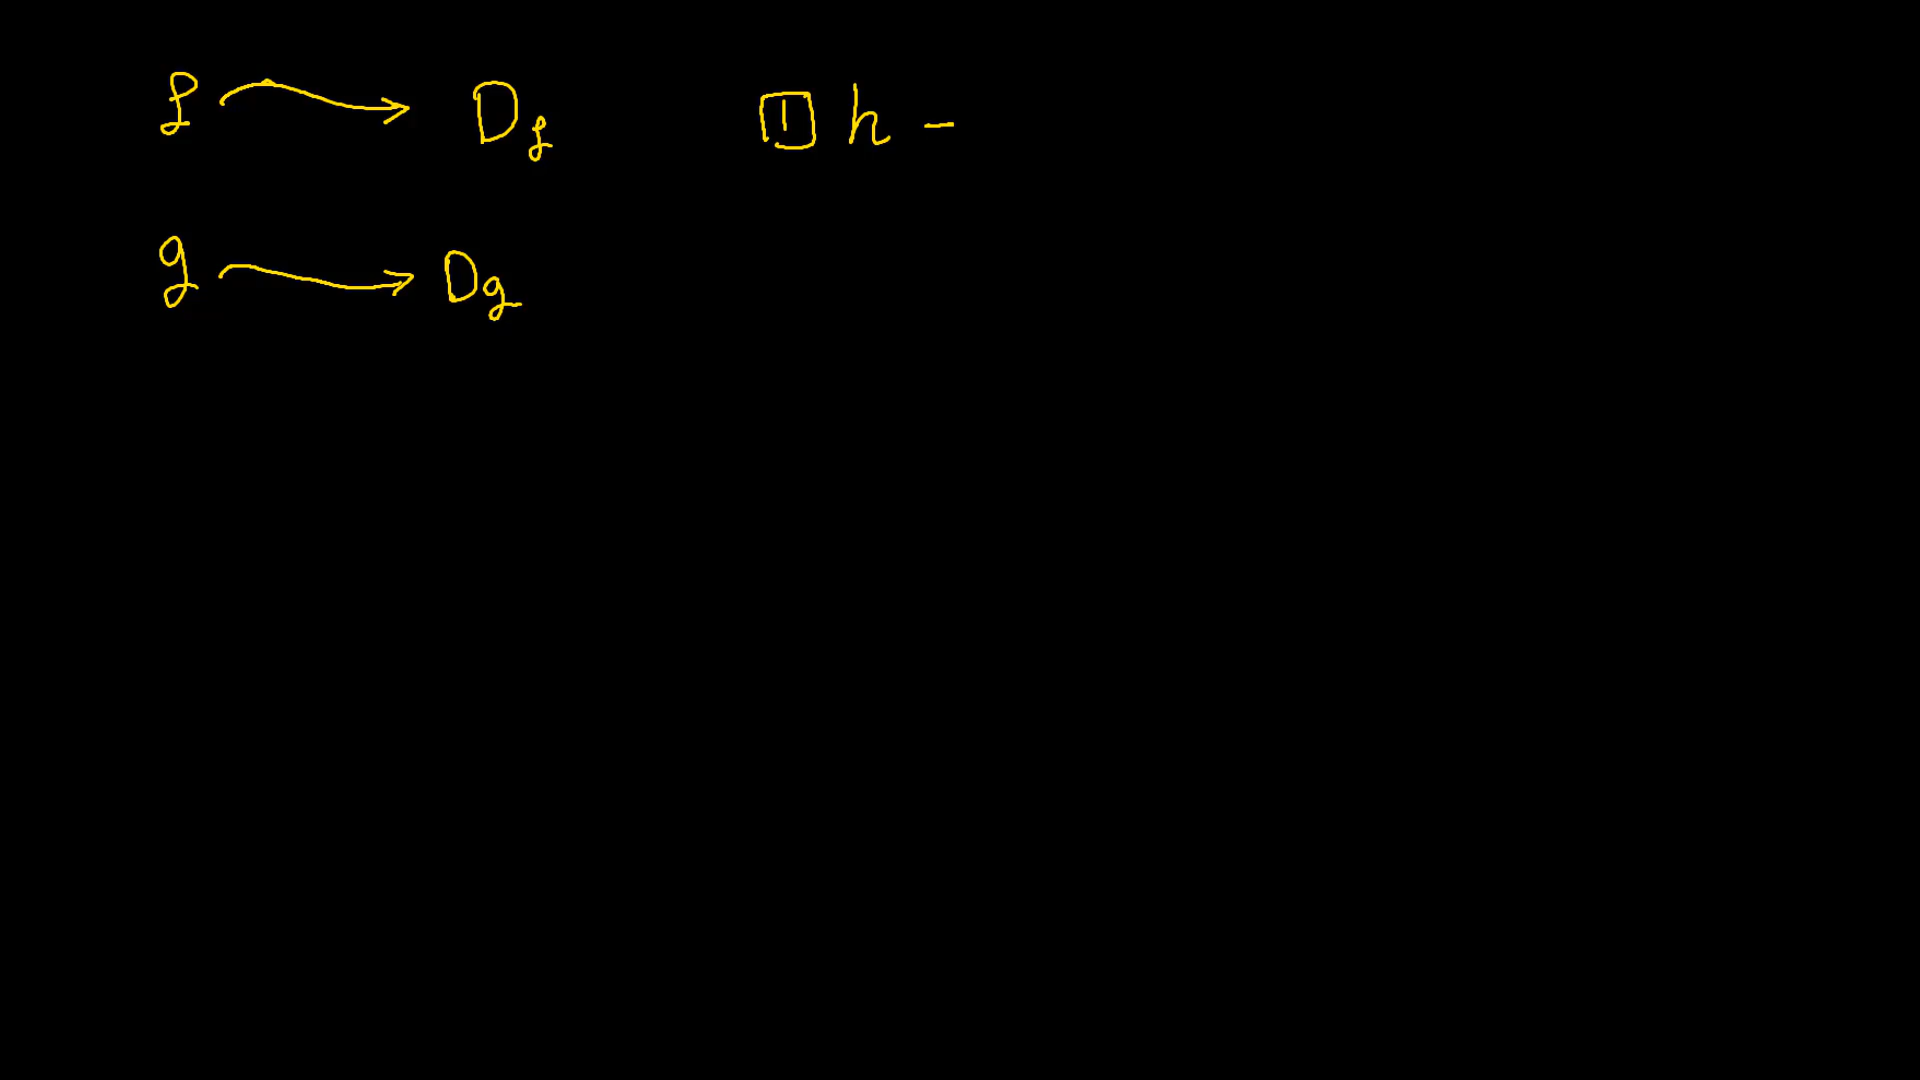 f → D_f
g → D_g
1 h -